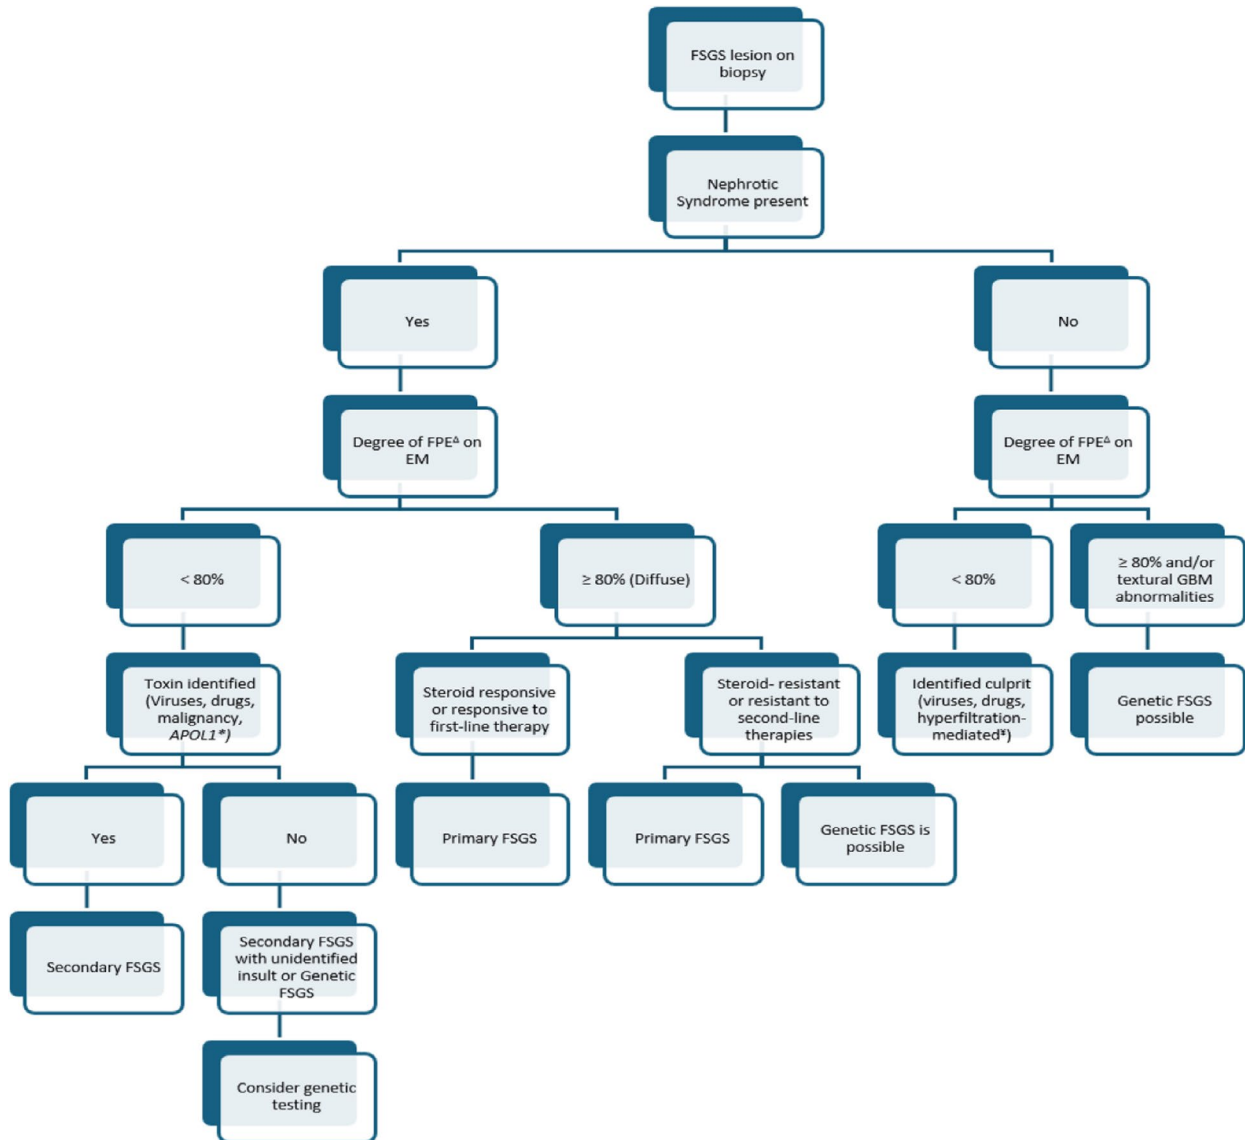 FSGS lesion on
biopsy
Nephrotic
Syndrome present
Yes
No
Degree of FPEᐞ on
EM
Degree of FPEᐞ on
EM
< 80%
≥ 80% (Diffuse)
< 80%
≥ 80% and/or
textural GBM
abnormalities
Toxin identified
(Viruses, drugs,
malignancy,
APOL1*)
Steroid responsive
or responsive to
first-line therapy
Steroid- resistant
or resistant to
second-line
therapies
Identified culprit
(viruses, drugs,
hyperfiltration-
mediated¥)
Genetic FSGS
possible
Yes
No
Primary FSGS
Primary FSGS
Genetic FSGS is
possible
Secondary FSGS
Secondary FSGS
with unidentified
insult or Genetic
FSGS
Consider genetic
testing